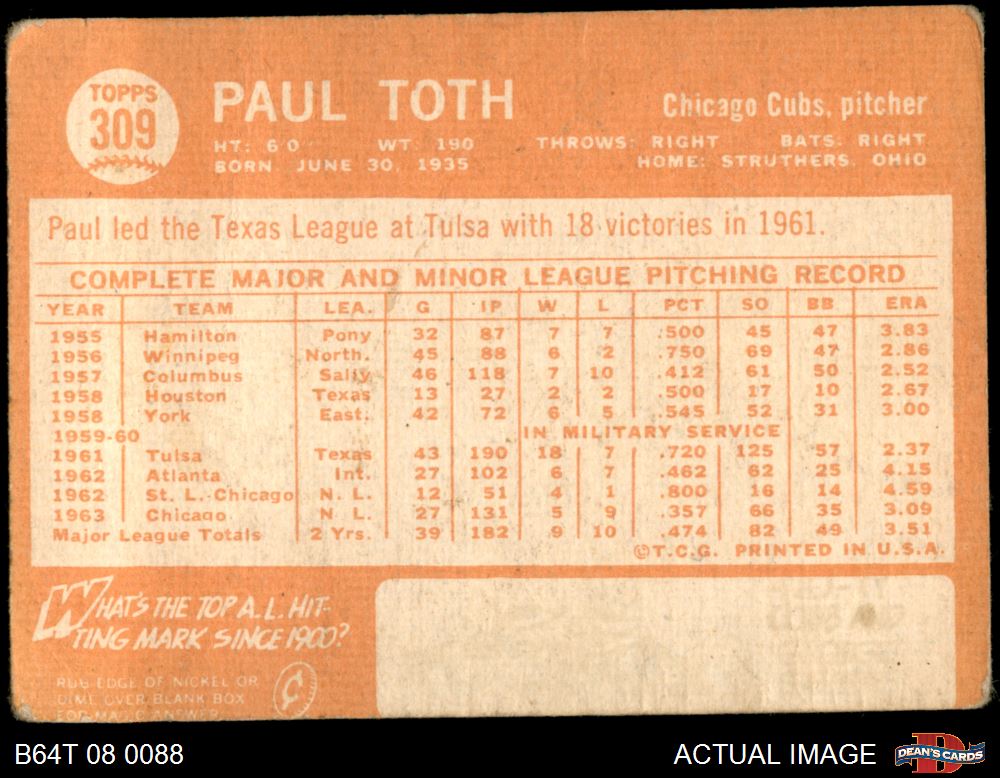 TOPPS
309
PAUL TOTH
Chicago Cubs, pitcher
HT: 6 0 WT: 190 THROWS: RIGHT BATS: RIGHT
BORN JUNE 30, 1935 HOME: STRUTHERS, OHIO
Paul led the Texas League at Tulsa with 18 victories in 1961.
COMPLETE MAJOR AND MINOR LEAGUE PITCHING RECORD
YEAR TEAM LEA. G IP W L PCT SO BB ERA
1955 Hamilton Pony 32 87 7 7 .500 45 47 3.83
1956 Winnipeg North. 45 88 6 2 .750 69 47 2.86
1957 Columbus Sally 46 118 7 10 .412 61 50 2.52
1958 Houston Texas 13 27 2 2 .500 17 10 2.67
1958 York East. 42 72 6 5 .545 52 31 3.00
1959-60 IN MILITARY SERVICE
1961 Tulsa Texas 43 190 18 7 .720 125 57 2.37
1962 Atlanta Int. 27 102 6 7 .462 62 25 4.15
1962 St. L.-Chicago N. L. 12 51 4 1 .800 16 14 4.59
1963 Chicago N. L. 27 131 5 9 .357 66 35 3.09
Major League Totals 2 Yrs. 39 182 9 10 .474 82 49 3.51
©T.C.G. PRINTED IN U.S.A.
WHAT'S THE TOP A.L. HIT-
TING MARK SINCE 1900?
RUB EDGE OF NICKEL OR
DIME OVER BLANK BOX
FOR MAGIC ANSWER
¢
B64T 08 0088
ACTUAL IMAGE
DEAN'S CARDS